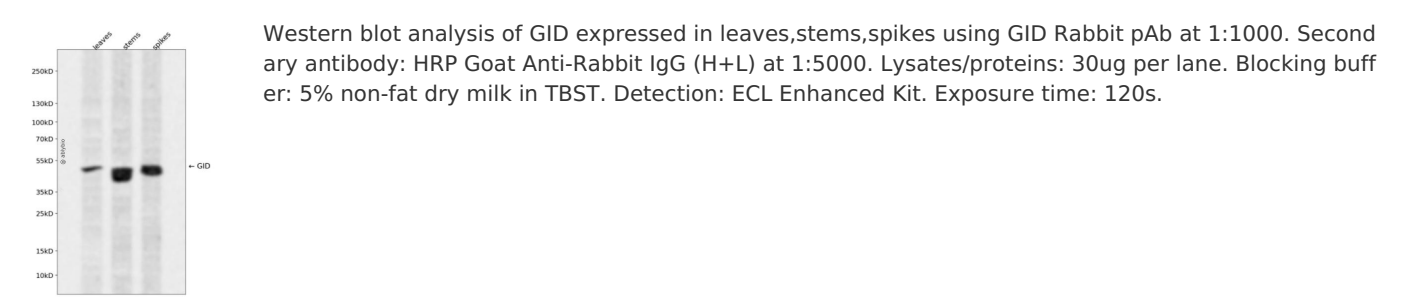 leaves
stems
spikes
250kD
130kD
100kD
70kD
55kD
35kD
25kD
15kD
10kD
@ ablybio
← GID
Western blot analysis of GID expressed in leaves,stems,spikes using GID Rabbit pAb at 1:1000. Second
ary antibody: HRP Goat Anti-Rabbit IgG (H+L) at 1:5000. Lysates/proteins: 30ug per lane. Blocking buff
er: 5% non-fat dry milk in TBST. Detection: ECL Enhanced Kit. Exposure time: 120s.